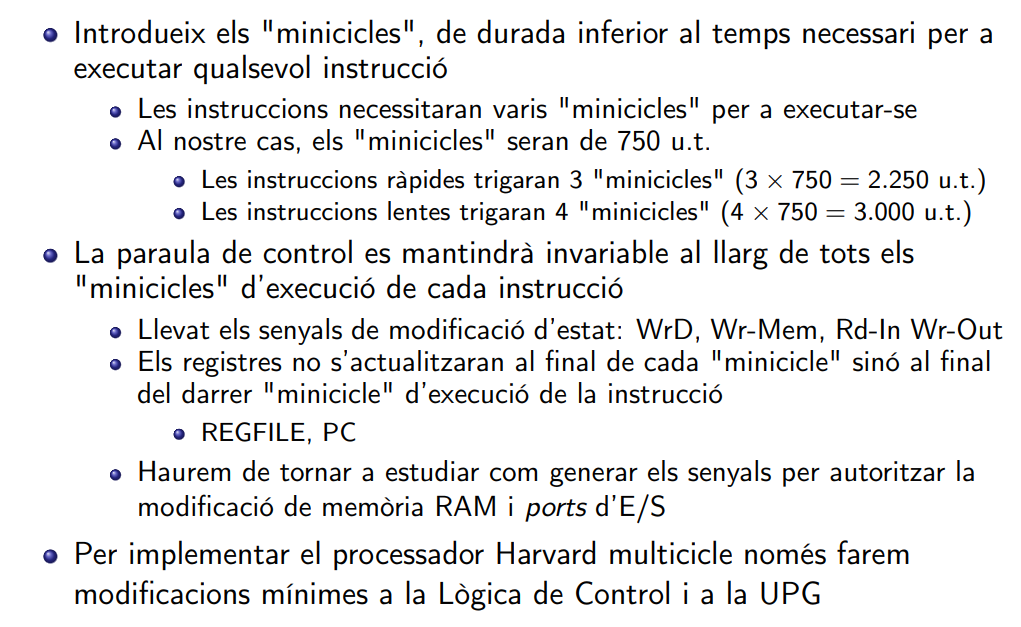 Introdueix els "minicicles", de durada inferior al temps necessari per a
executar qualsevol instrucció
Les instruccions necessitaran varis "minicicles" per a executar-se
Al nostre cas, els "minicicles" seran de 750 u.t.
Les instruccions ràpides trigaran 3 "minicicles" (3 × 750 = 2.250 u.t.)
Les instruccions lentes trigaran 4 "minicicles" (4 × 750 = 3.000 u.t.)
La paraula de control es mantindrà invariable al llarg de tots els
"minicicles" d'execució de cada instrucció
Llevat els senyals de modificació d'estat: WrD, Wr-Mem, Rd-In Wr-Out
Els registres no s'actualitzaran al final de cada "minicicle" sinó al final
del darrer "minicicle" d'execució de la instrucció
REGFILE, PC
Haurem de tornar a estudiar com generar els senyals per autoritzar la
modificació de memòria RAM i ports d'E/S
Per implementar el processador Harvard multicicle només farem
modificacions mínimes a la Lògica de Control i a la UPG